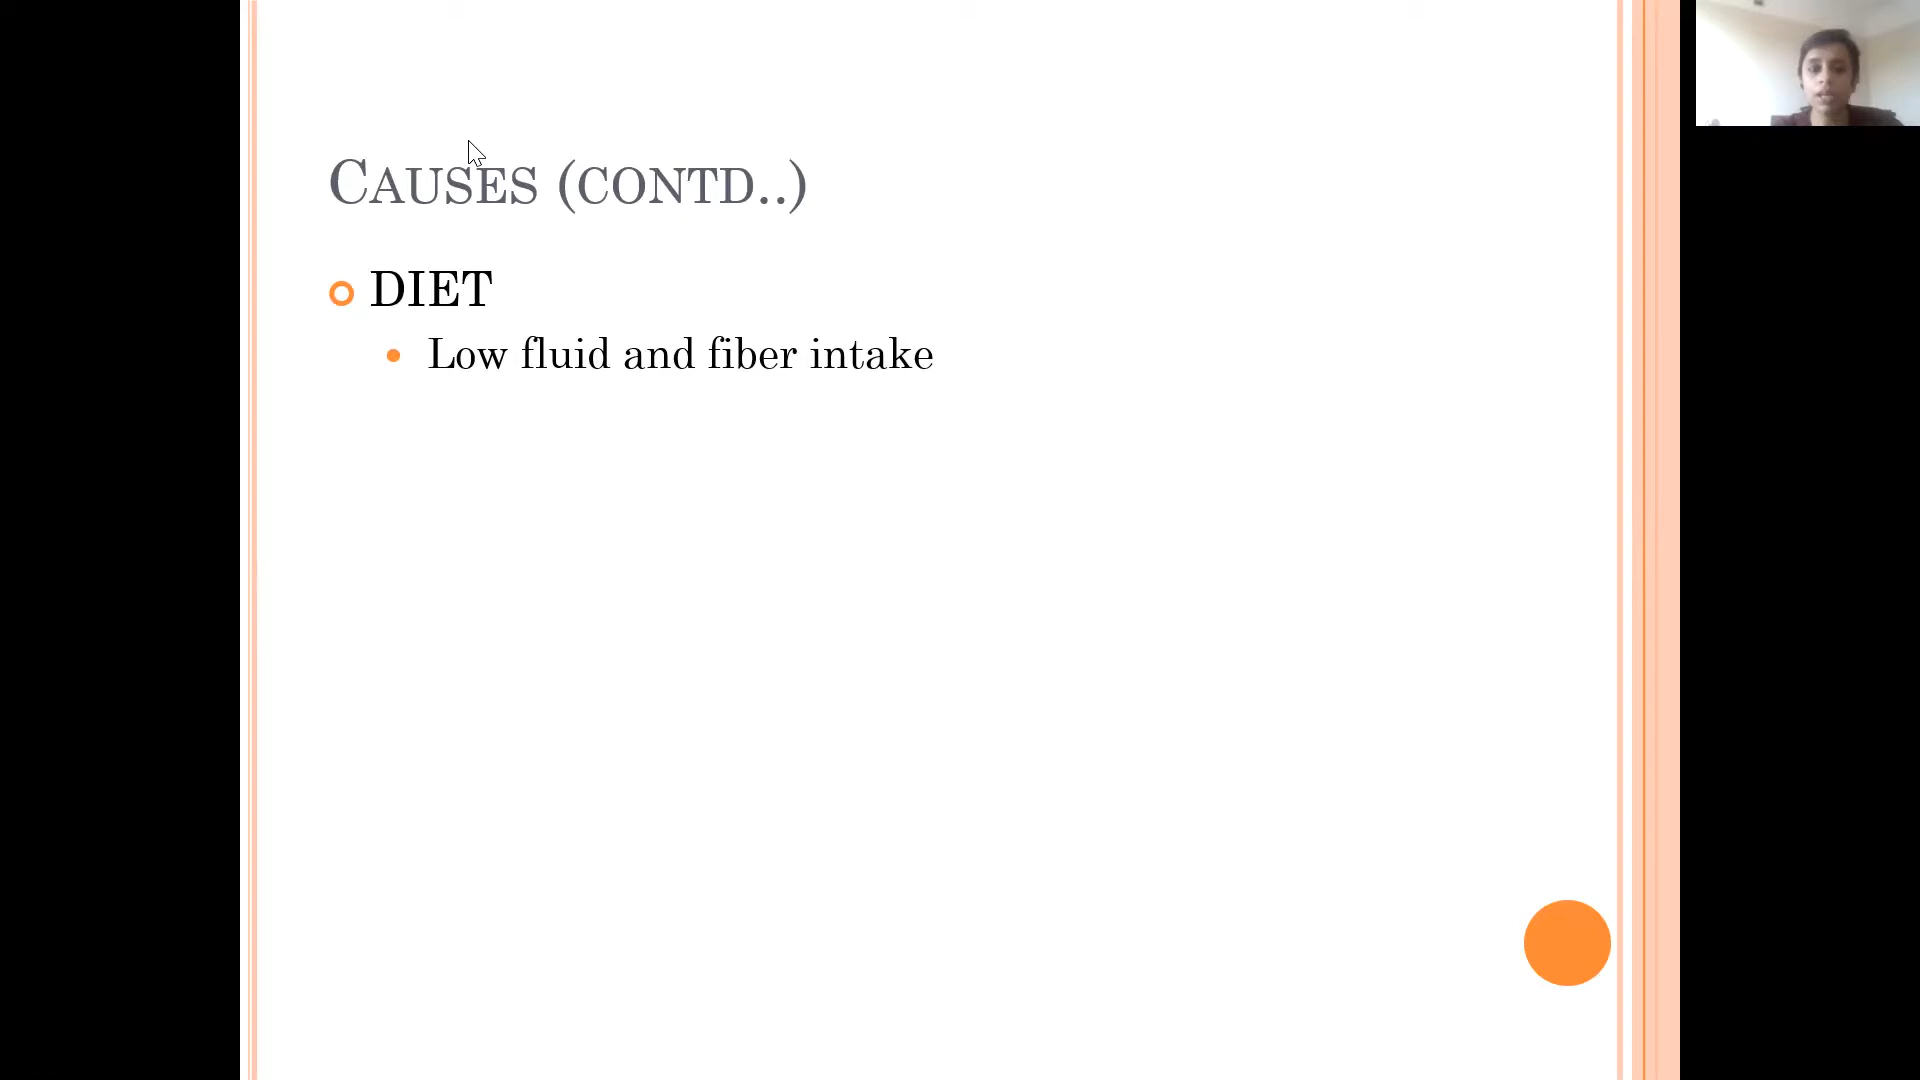 CAUSES (CONTD..)
DIET
Low fluid and fiber intake